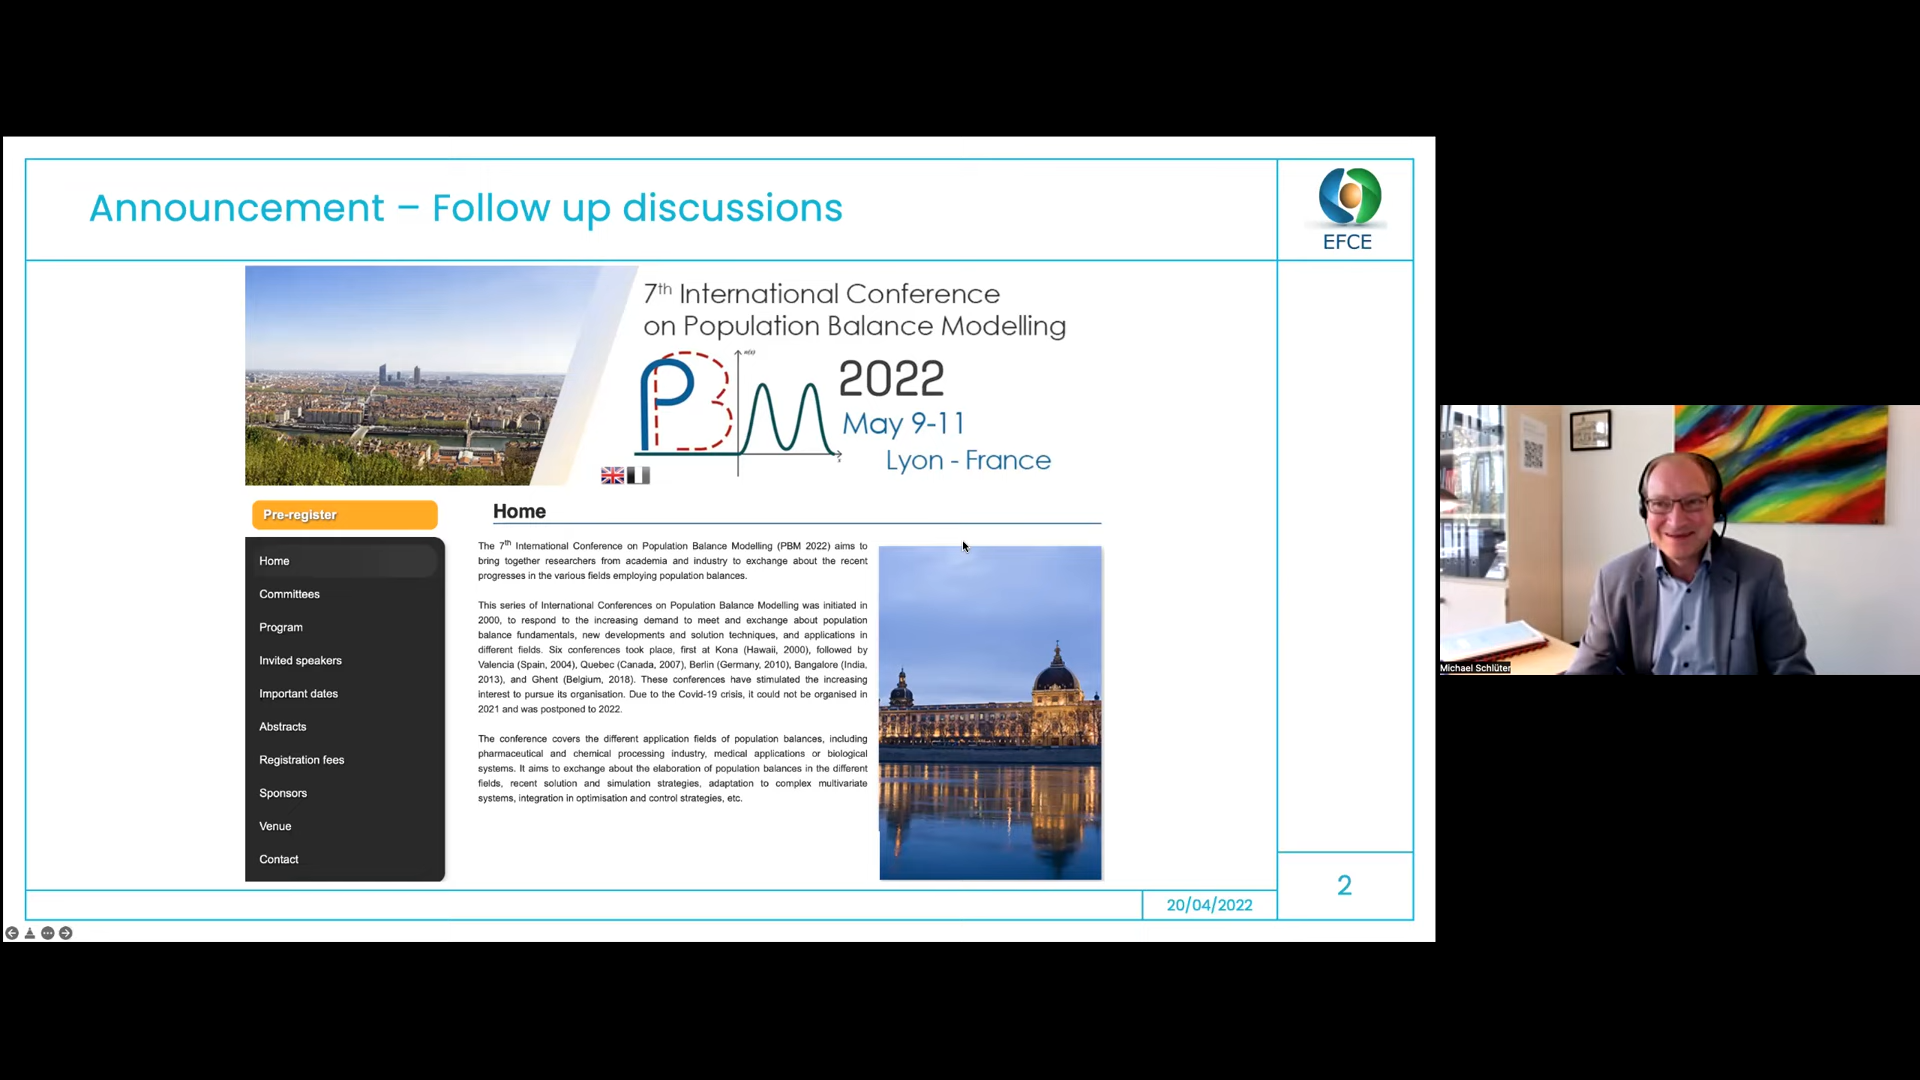 Announcement – Follow up discussions
EFCE
7th International Conference
on Population Balance Modelling
PBM
n(x)
x
2022
May 9-11
Lyon - France
Pre-register
Home
Committees
Program
Invited speakers
Important dates
Abstracts
Registration fees
Sponsors
Venue
Contact
Home
The 7th International Conference on Population Balance Modelling (PBM 2022) aims to
bring together researchers from academia and industry to exchange about the recent
progresses in the various fields employing population balances.
This series of International Conferences on Population Balance Modelling was initiated in
2000, to respond to the increasing demand to meet and exchange about population
balance fundamentals, new developments and solution techniques, and applications in
different fields. Six conferences took place, first at Kona (Hawaii, 2000), followed by
Valencia (Spain, 2004), Quebec (Canada, 2007), Berlin (Germany, 2010), Bangalore (India,
2013), and Ghent (Belgium, 2018). These conferences have stimulated the increasing
interest to pursue its organisation. Due to the Covid-19 crisis, it could not be organised in
2021 and was postponed to 2022.
The conference covers the different application fields of population balances, including
pharmaceutical and chemical processing industry, medical applications or biological
systems. It aims to exchange about the elaboration of population balances in the different
fields, recent solution and simulation strategies, adaptation to complex multivariate
systems, integration in optimisation and control strategies, etc.
20/04/2022
2
Michael Schlüter